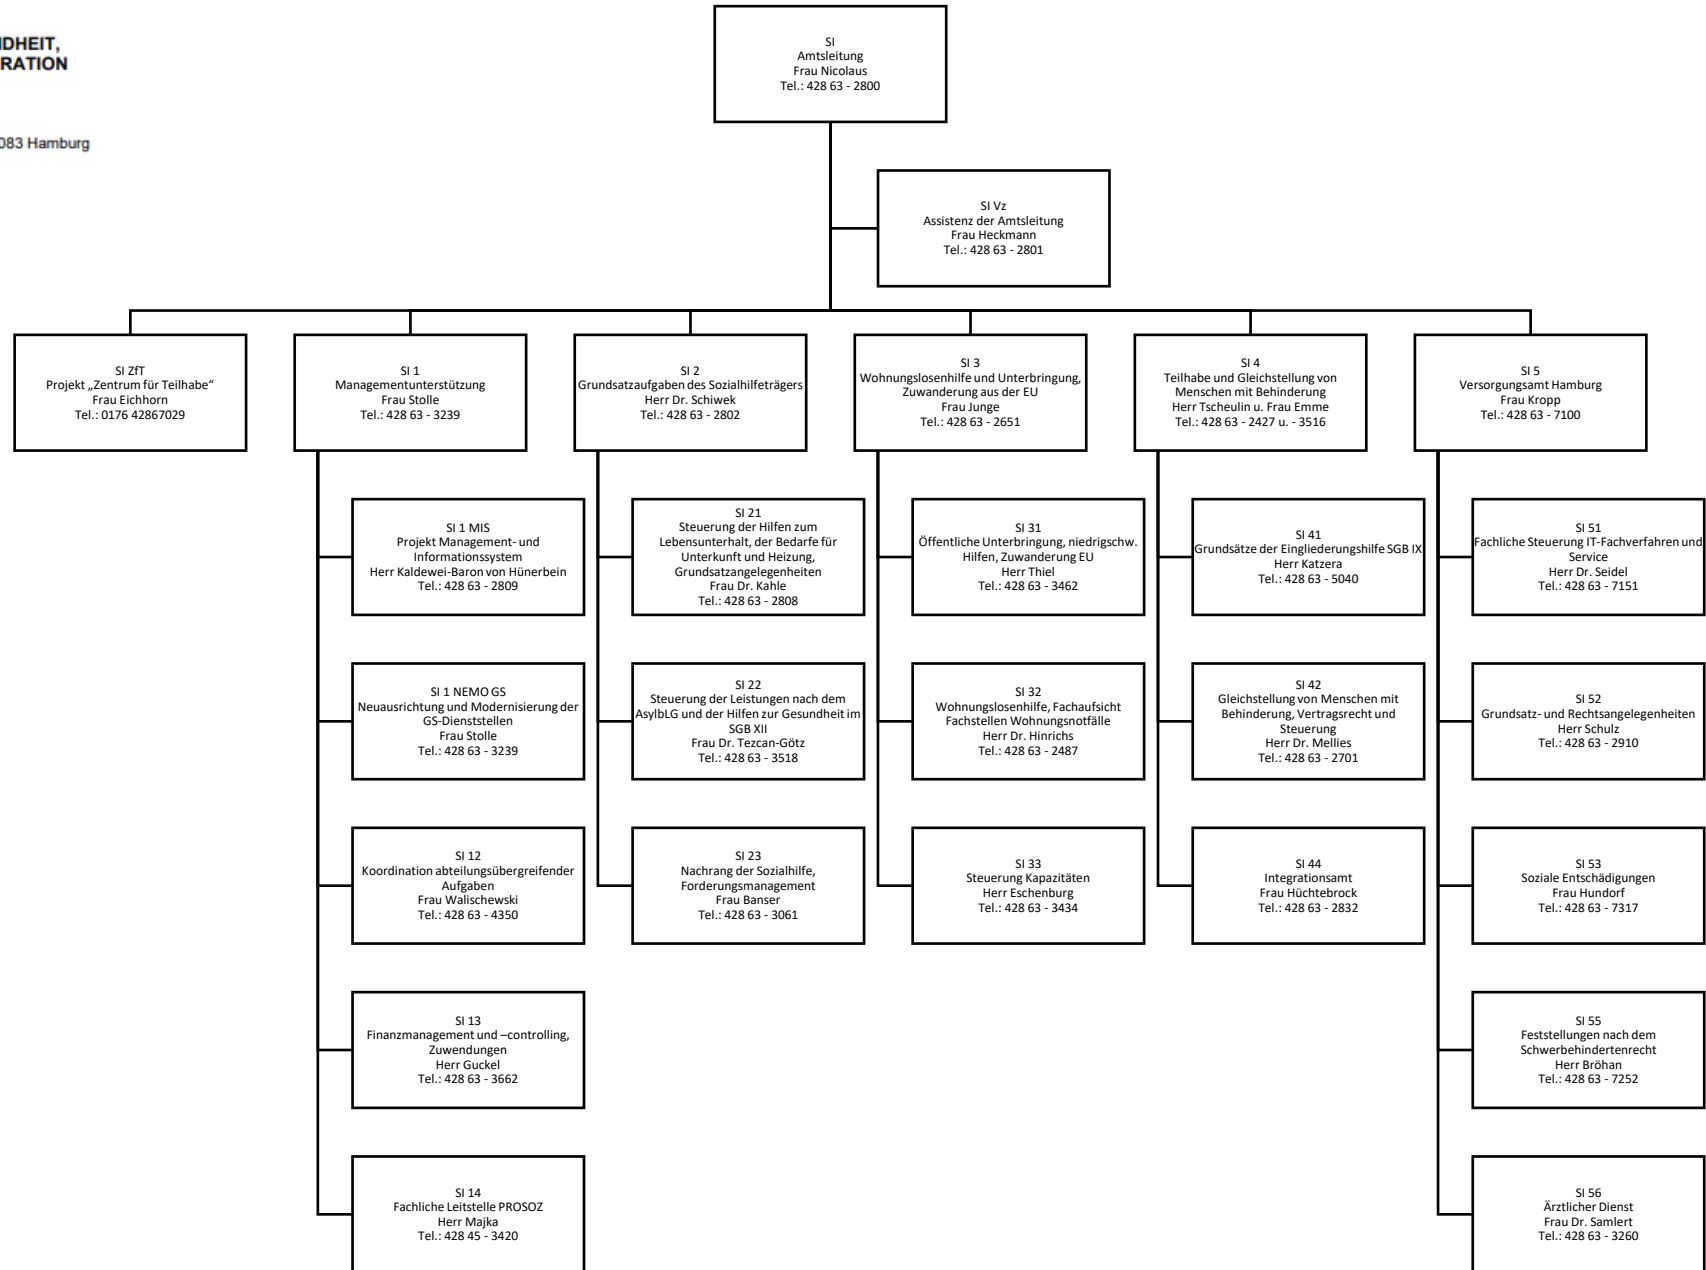 SI
Amtsleitung
Frau Nicolaus
Tel.: 428 63 - 2800
083 Hamburg
SI Vz
Assistenz der Amtsleitung
Frau Heckmann
Tel.: 428 63 - 2801
SI ZfT
Projekt „Zentrum für Teilhabe“
Frau Eichhorn
Tel.: 0176 42867029
SI 1
Managementunterstützung
Frau Stolle
Tel.: 428 63 - 3239
SI 2
Grundsatzaufgaben des Sozialhilfeträgers
Herr Dr. Schiwek
Tel.: 428 63 - 2802
SI 3
Wohnungslosenhilfe und Unterbringung,
Zuwanderung aus der EU
Frau Junge
Tel.: 428 63 - 2651
SI 4
Teilhabe und Gleichstellung von
Menschen mit Behinderung
Herr Tscheulin u. Frau Emme
Tel.: 428 63 - 2427 u. - 3516
SI 5
Versorgungsamt Hamburg
Frau Kropp
Tel.: 428 63 - 7100
SI 1 MIS
Projekt Management- und
Informationssystem
Herr Kaldewei-Baron von Hünerbein
Tel.: 428 63 - 2809
SI 21
Steuerung der Hilfen zum
Lebensunterhalt, der Bedarfe für
Unterkunft und Heizung,
Grundsatzangelegenheiten
Frau Dr. Kahle
Tel.: 428 63 - 2808
SI 31
Öffentliche Unterbringung, niedrigschw.
Hilfen, Zuwanderung EU
Herr Thiel
Tel.: 428 63 - 3462
SI 41
Grundsätze der Eingliederungshilfe SGB IX
Herr Katzera
Tel.: 428 63 - 5040
SI 51
Fachliche Steuerung IT-Fachverfahren und
Service
Herr Dr. Seidel
Tel.: 428 63 - 7151
SI 1 NEMO GS
Neuausrichtung und Modernisierung der
GS-Dienststellen
Frau Stolle
Tel.: 428 63 - 3239
SI 22
Steuerung der Leistungen nach dem
AsylbLG und der Hilfen zur Gesundheit im
SGB XII
Frau Dr. Tezcan-Götz
Tel.: 428 63 - 3518
SI 32
Wohnungslosenhilfe, Fachaufsicht
Fachstellen Wohnungsnotfälle
Herr Dr. Hinrichs
Tel.: 428 63 - 2487
SI 42
Gleichstellung von Menschen mit
Behinderung, Vertragsrecht und
Steuerung
Herr Dr. Mellies
Tel.: 428 63 - 2701
SI 52
Grundsatz- und Rechtsangelegenheiten
Herr Schulz
Tel.: 428 63 - 2910
SI 12
Koordination abteilungsübergreifender
Aufgaben
Frau Walischewski
Tel.: 428 63 - 4350
SI 23
Nachrang der Sozialhilfe,
Forderungsmanagement
Frau Banser
Tel.: 428 63 - 3061
SI 33
Steuerung Kapazitäten
Herr Eschenburg
Tel.: 428 63 - 3434
SI 44
Integrationsamt
Frau Hüchtebrock
Tel.: 428 63 - 2832
SI 53
Soziale Entschädigungen
Frau Hundorf
Tel.: 428 63 - 7317
SI 13
Finanzmanagement und –controlling,
Zuwendungen
Herr Guckel
Tel.: 428 63 - 3662
SI 55
Feststellungen nach dem
Schwerbehindertenrecht
Herr Bröhan
Tel.: 428 63 - 7252
SI 14
Fachliche Leitstelle PROSOZ
Herr Majka
Tel.: 428 45 - 3420
SI 56
Ärztlicher Dienst
Frau Dr. Samlert
Tel.: 428 63 - 3260